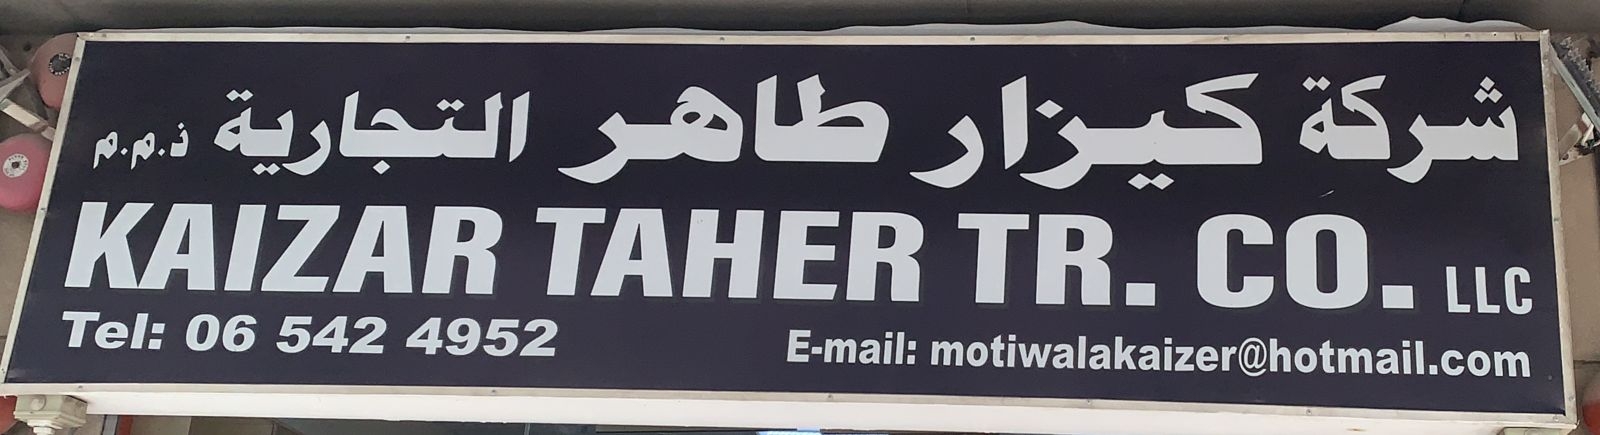 شركة كيزار طاهر التجارية ذ.م.م
KAIZAR TAHER TR. CO. LLC
Tel: 06 542 4952 E-mail: motiwalakaizer@hotmail.com